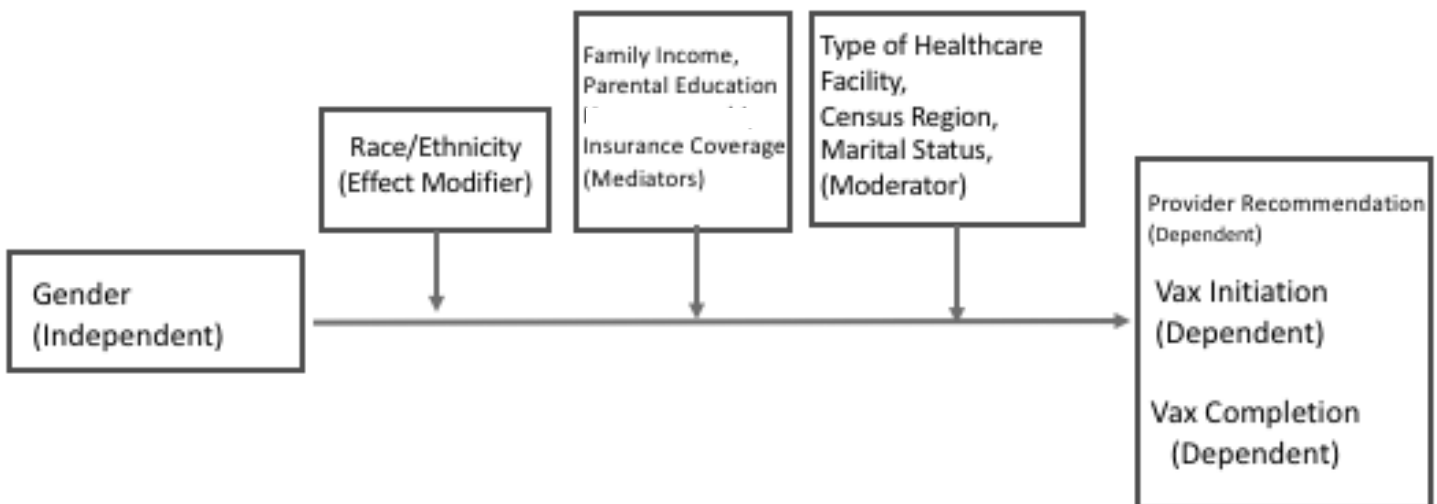 Family Income,
Parental Education
Insurance Coverage
(Mediators)
Type of Healthcare
Facility,
Census Region,
Marital Status,
(Moderator)
Race/Ethnicity
(Effect Modifier)
Provider Recommendation
(Dependent)
Gender
(Independent)
Vax Initiation
(Dependent)
Vax Completion
(Dependent)